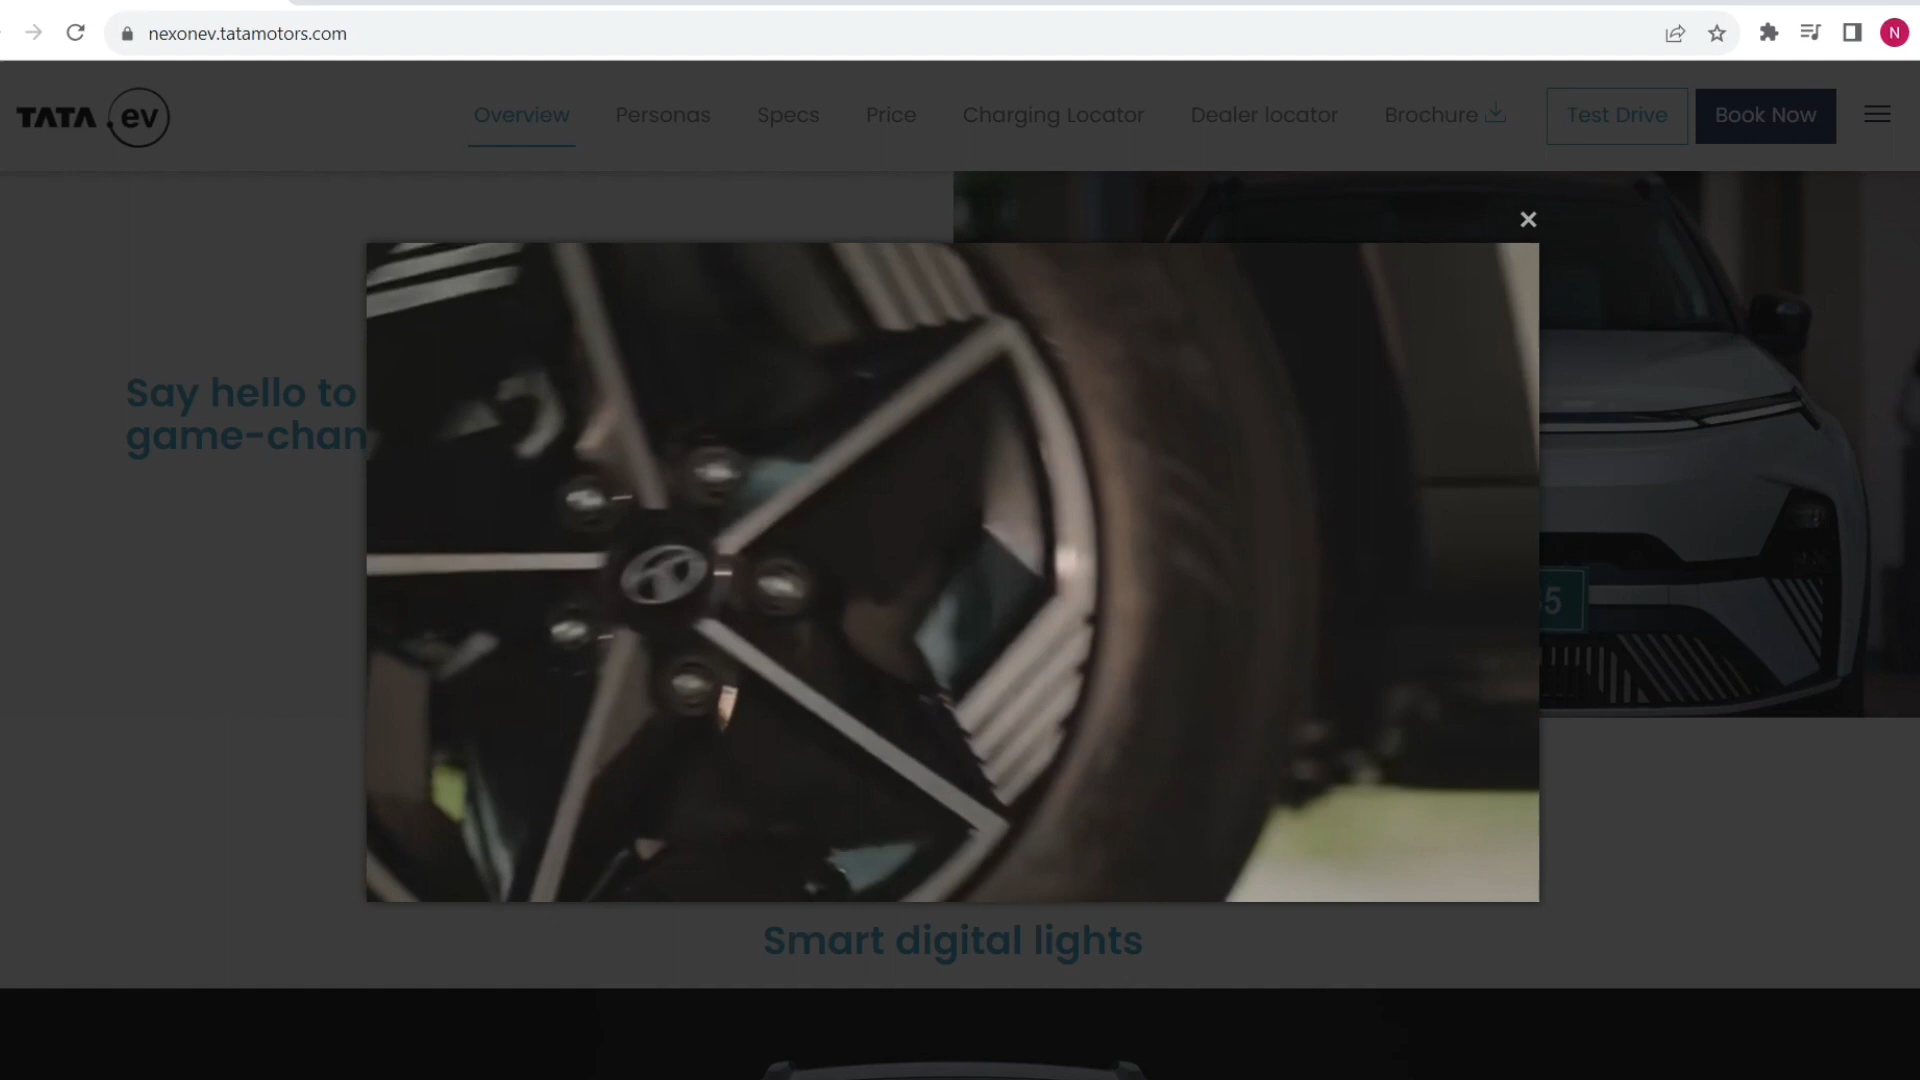 nexonev.tatamotors.com
N
TATA .ev
Overview
Personas
Specs
Price
Charging Locator
Dealer locator
Brochure
Test Drive
Book Now
Say hello to
game-chan
55
Smart digital lights